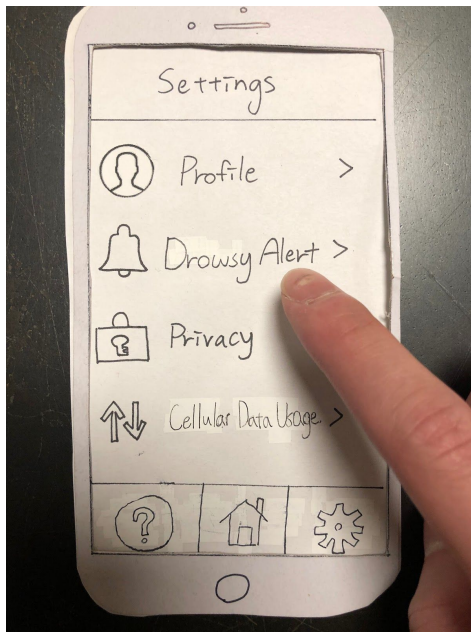 Settings
Profile >
Drowsy Alert >
Privacy
Cellular Data Usage. >
?